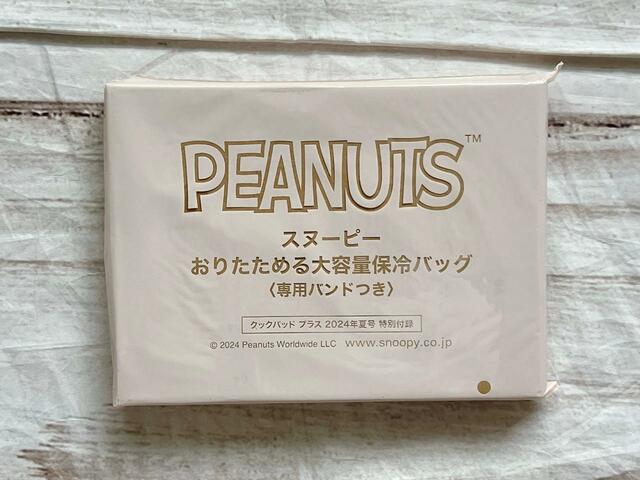 PEANUTS™
スヌーピー
おりたためる大容量保冷バッグ
〈専用バンドつき〉
クックパッド プラス 2024年夏号 特別付録
© 2024 Peanuts Worldwide LLC www.snoopy.co.jp